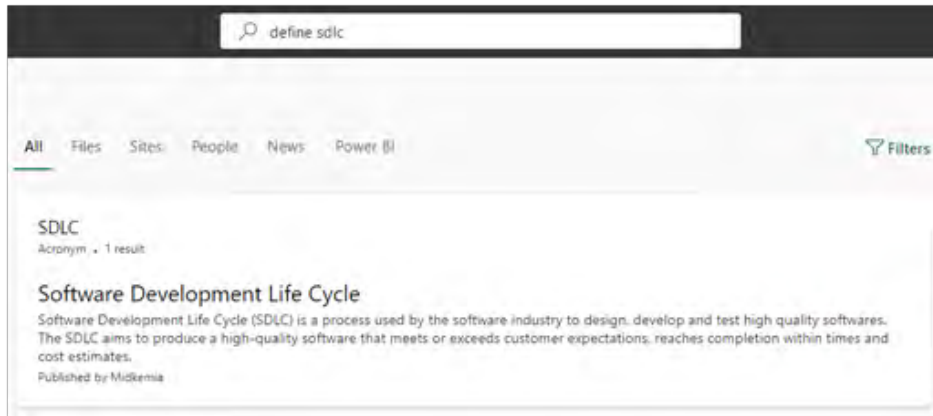 define sdlc
All Files Sites People News Power BI Filters
SDLC
Acronym • 1 result
Software Development Life Cycle
Software Development Life Cycle (SDLC) is a process used by the software industry to design, develop and test high quality softwares.
The SDLC aims to produce a high-quality software that meets or exceeds customer expectations, reaches completion within times and
cost estimates.
Published by Midkemia